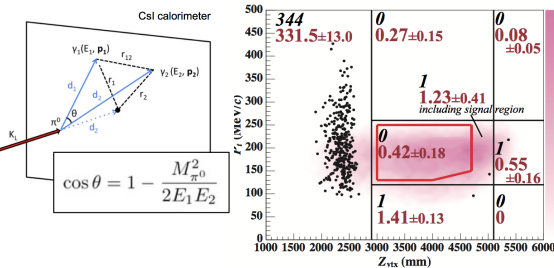 CsI calorimeter
γ₁(E₁, p₁)
r₁₂
γ₂ (E₂, p₂)
r₁
d₁
d₂
r₂
π⁰
θ
d_z
K_L
cos θ = 1 − M²_π⁰ / 2E₁E₂
(MeV/c)
500
450
400
350
300
250
200
150
100
50
0
344
331.5±13.0
0
0.27±0.15
0
0.08
±0.05
1
1.23±0.41
including signal region
0
0.42±0.18
1
0.55
±0.16
1
1.41±0.13
0
0
1000 1500 2000 2500 3000 3500 4000 4500 5000 5500 6000
Z_vtx (mm)